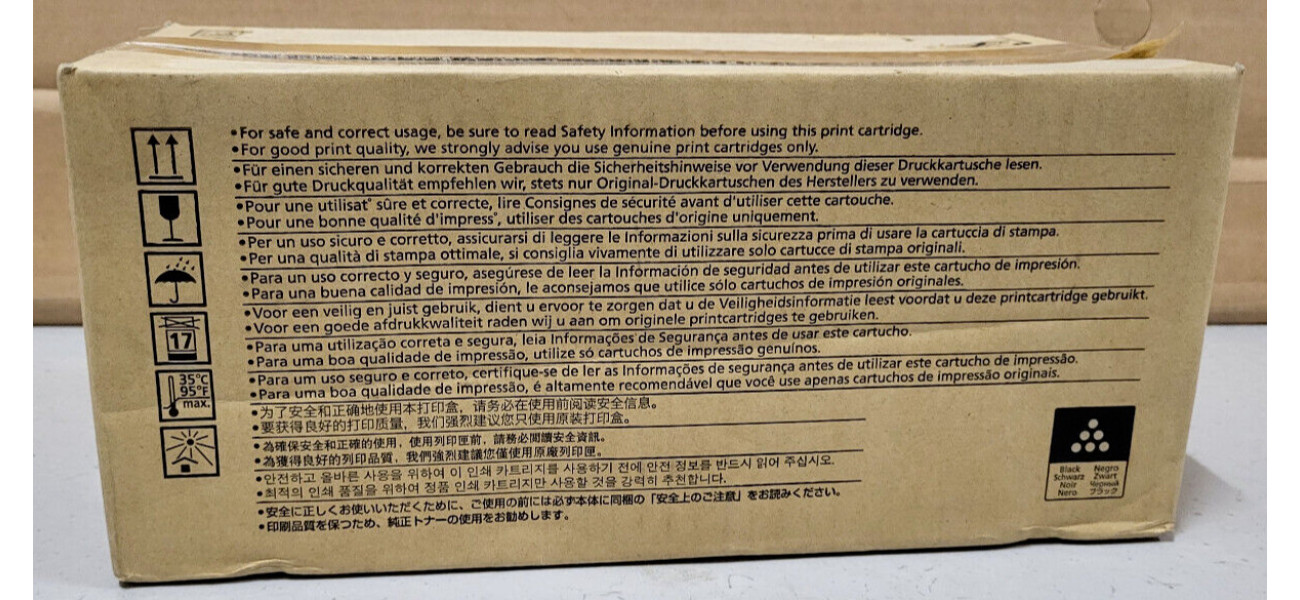 •For safe and correct usage, be sure to read Safety Information before using this print cartridge.
•For good print quality, we strongly advise you use genuine print cartridges only.
•Für einen sicheren und korrekten Gebrauch die Sicherheitshinweise vor Verwendung dieser Druckkartusche lesen.
•Für gute Druckqualität empfehlen wir, stets nur Original-Druckkartuschen des Herstellers zu verwenden.
•Pour une utilisat° sûre et correcte, lire Consignes de sécurité avant d'utiliser cette cartouche.
•Pour une bonne qualité d'impress°, utiliser des cartouches d'origine uniquement.
•Per un uso sicuro e corretto, assicurarsi di leggere le Informazioni sulla sicurezza prima di usare la cartuccia di stampa.
•Per una qualità di stampa ottimale, si consiglia vivamente di utilizzare solo cartucce di stampa originali.
•Para un uso correcto y seguro, asegúrese de leer la Información de seguridad antes de utilizar este cartucho de impresión.
•Para una buena calidad de impresión, le aconsejamos que utilice sólo cartuchos de impresión originales.
•Voor een veilig en juist gebruik, dient u ervoor te zorgen dat u de Veiligheidsinformatie leest voordat u deze printcartridge gebruikt.
•Voor een goede afdrukkwaliteit raden wij u aan om originele printcartridges te gebruiken.
•Para uma utilização correta e segura, leia Informações de Segurança antes de usar este cartucho.
•Para uma boa qualidade de impressão, utilize só cartuchos de impressão genuínos.
•Para um uso seguro e correto, certifique-se de ler as Informações de segurança antes de utilizar este cartucho de impressão.
•Para uma boa qualidade de impressão, é altamente recomendável que você use apenas cartuchos de impressão originais.
•为了安全和正确地使用本打印盒，请务必在使用前阅读安全信息。
•要获得良好的打印质量，我们强烈建议您只使用原装打印盒。
•為確保安全和正確的使用，使用列印匣前，請務必閱讀安全資訊。
•為獲得良好的列印品質，我們強烈建議您僅使用原廠列印匣。
•안전하고 올바른 사용을 위하여 이 인쇄 카트리지를 사용하기 전에 안전 정보를 반드시 읽어 주십시오.
•최적의 인쇄 품질을 위하여 정품 인쇄 카트리지만 사용할 것을 강력히 추천합니다.
•安全に正しくお使いいただくために、ご使用の前には必ず本体に同梱の「安全上のご注意」をお読みください。
•印刷品質を保つため、純正トナーの使用をお勧めします。
17
35°C
95°F
max.
Black Negro
Schwarz Zwart
Noir Черный
Nero ブラック